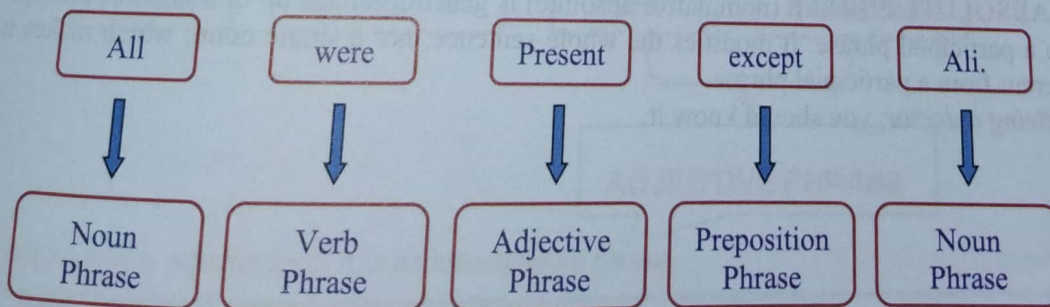 All were Present except Ali.
Noun Phrase
Verb Phrase
Adjective Phrase
Preposition Phrase
Noun Phrase